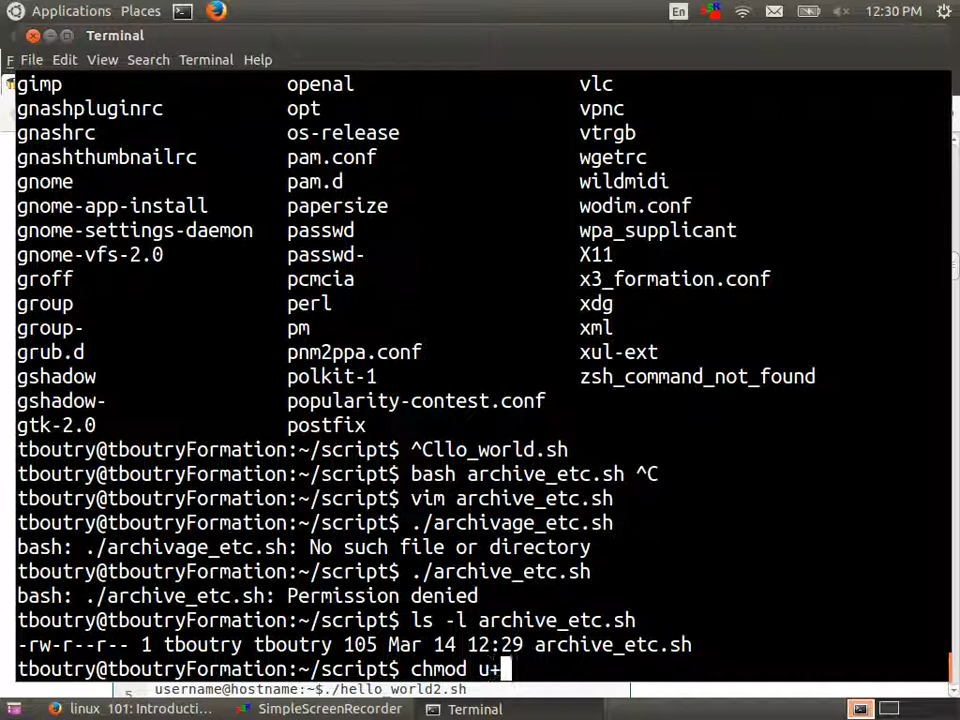 Applications Places En 12:30 PM
Terminal
F File Edit View Search Terminal Help
gimp openal vlc
gnashpluginrc opt vpnc
gnashrc os-release vtrgb
gnashthumbnailrc pam.conf wgetrc
gnome pam.d wildmidi
gnome-app-install papersize wodim.conf
gnome-settings-daemon passwd wpa_supplicant
gnome-vfs-2.0 passwd- X11
groff pcmcia x3_formation.conf
group perl xdg
group- pm xml
grub.d pnm2ppa.conf xul-ext
gshadow polkit-1 zsh_command_not_found
gshadow- popularity-contest.conf
gtk-2.0 postfix
tboutry@tboutryFormation:~/script$ ^Cllo_world.sh
tboutry@tboutryFormation:~/script$ bash archive_etc.sh ^C
tboutry@tboutryFormation:~/script$ vim archive_etc.sh
tboutry@tboutryFormation:~/script$ ./archivage_etc.sh
bash: ./archivage_etc.sh: No such file or directory
tboutry@tboutryFormation:~/script$ ./archive_etc.sh
bash: ./archive_etc.sh: Permission denied
tboutry@tboutryFormation:~/script$ ls -l archive_etc.sh
-rw-r--r-- 1 tboutry tboutry 105 Mar 14 12:29 archive_etc.sh
tboutry@tboutryFormation:~/script$ chmod u+
5 username@hostname:~$./hello_world2.sh
linux_101: Introducti... SimpleScreenRecorder Terminal